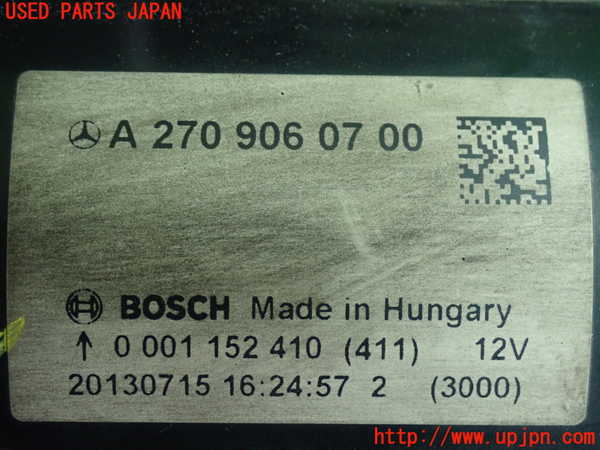 USED PARTS JAPAN
A 270 906 07 00
BOSCH Made in Hungary
↑ 0 001 152 410 (411) 12V
20130715 16:24:57 2 (3000)
http://www.upjpn.com/